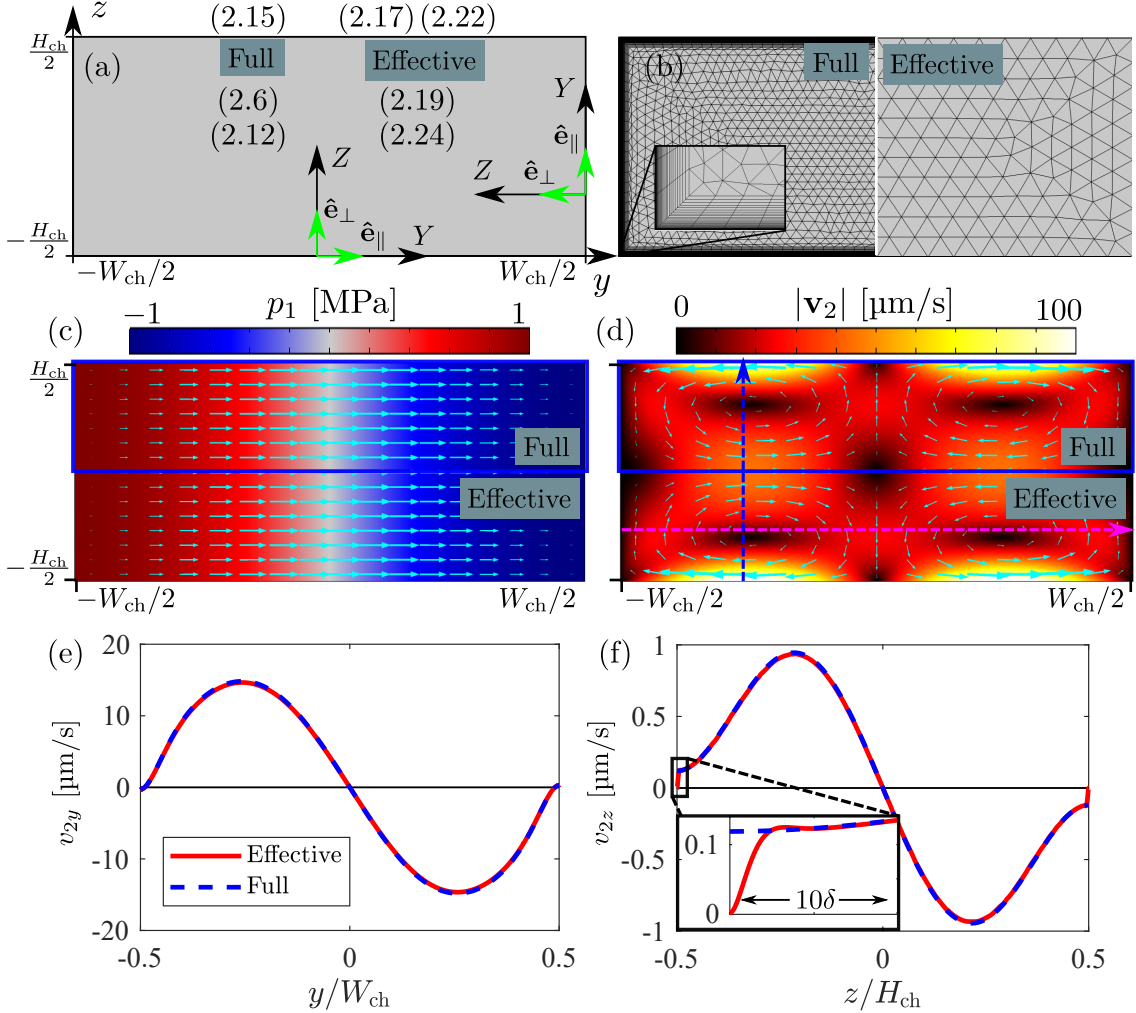 z (2.15) (2.17) (2.22)
H_ch/2 (a) Full Effective (b) Full Effective
(2.6) (2.19) Y
(2.12) (2.24) ê_∥
Z Z ê_⊥
ê_⊥ ê_∥ Y
−H_ch/2
−W_ch/2 W_ch/2 y
(c) p_1 [MPa] (d) |v_2| [µm/s]
−1 1 0 100
H_ch/2
Full Full
Effective Effective
−H_ch/2
−W_ch/2 W_ch/2 −W_ch/2 W_ch/2
(e) (f)
20
10
0
-10
-20
v_2y [µm/s]
Effective
Full
-0.5 0 0.5
y/W_ch
1
0.5
0
-0.5
-1
v_2z [µm/s]
0.1
0
10δ
-0.5 0 0.5
z/H_ch